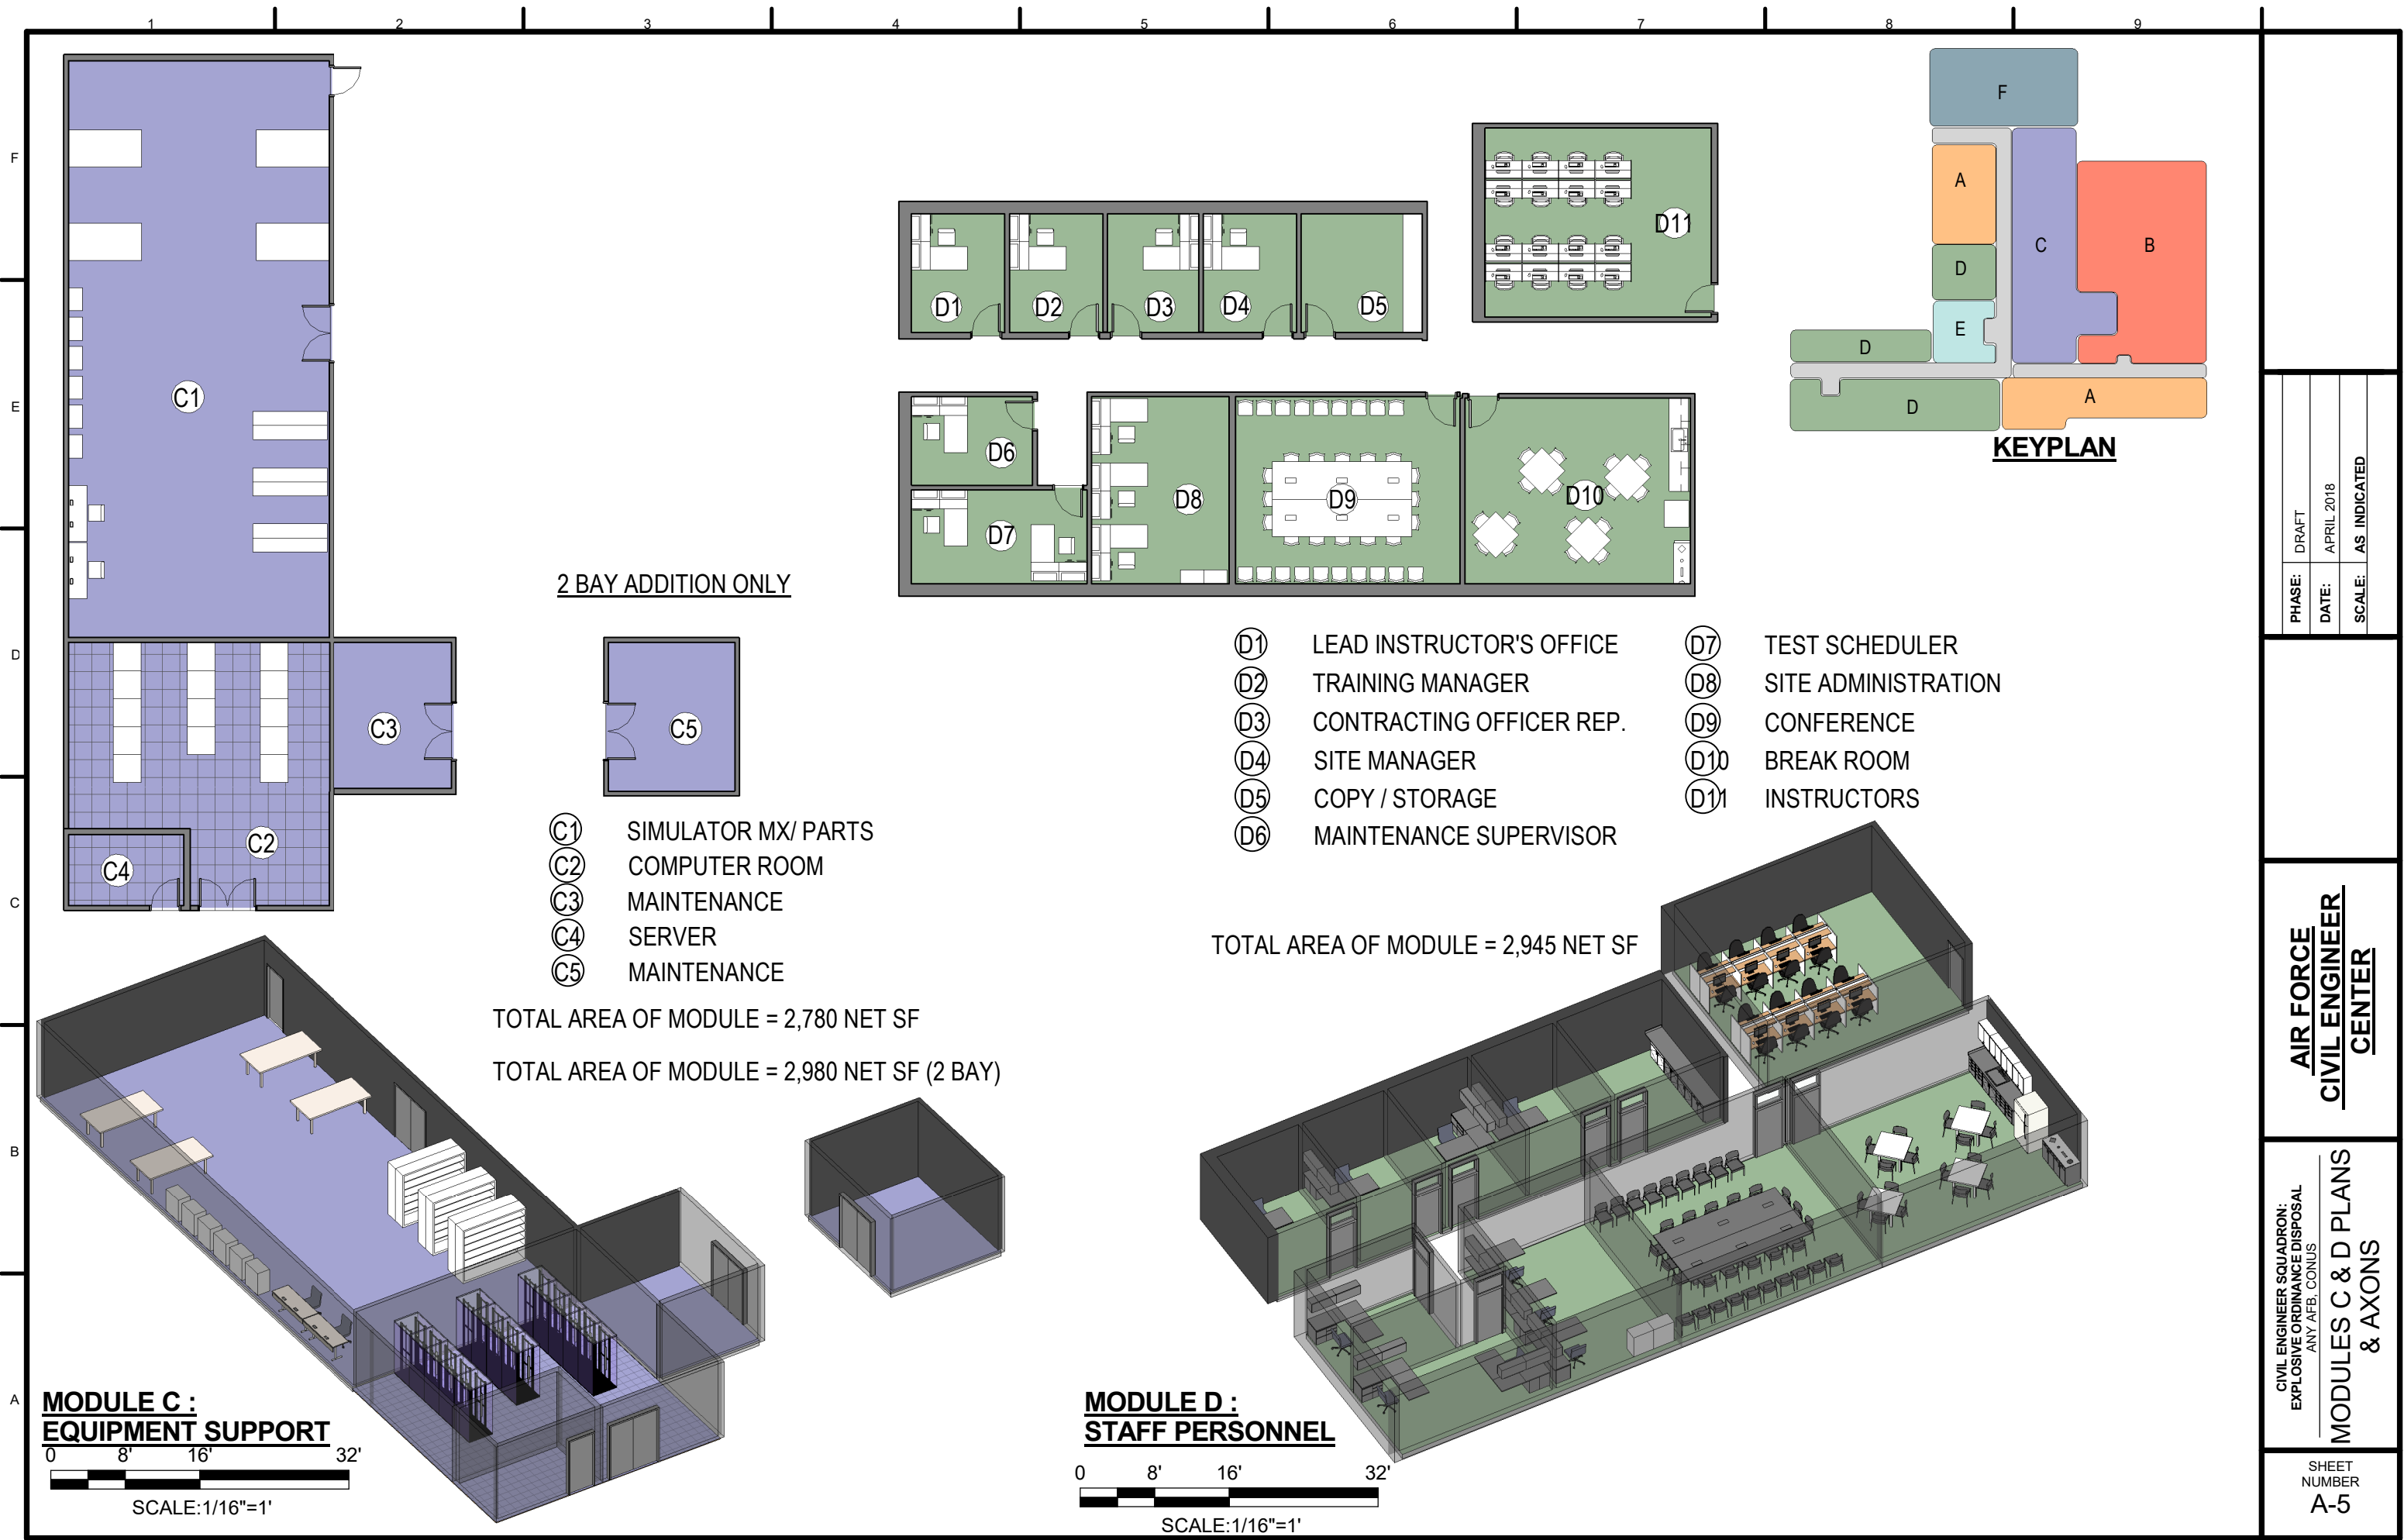 1 2 3 4 5 6 7 8 9
F
E
D
C
B
A
C1
C2
C3
C4
2 BAY ADDITION ONLY
C5
C1 SIMULATOR MX/ PARTS
C2 COMPUTER ROOM
C3 MAINTENANCE
C4 SERVER
C5 MAINTENANCE
TOTAL AREA OF MODULE = 2,780 NET SF
TOTAL AREA OF MODULE = 2,980 NET SF (2 BAY)
MODULE C :
EQUIPMENT SUPPORT
0 8' 16' 32'
SCALE:1/16"=1'
D1 D2 D3 D4 D5
D11
D6
D7 D8 D9 D10
D1 LEAD INSTRUCTOR'S OFFICE
D2 TRAINING MANAGER
D3 CONTRACTING OFFICER REP.
D4 SITE MANAGER
D5 COPY / STORAGE
D6 MAINTENANCE SUPERVISOR
D7 TEST SCHEDULER
D8 SITE ADMINISTRATION
D9 CONFERENCE
D10 BREAK ROOM
D11 INSTRUCTORS
TOTAL AREA OF MODULE = 2,945 NET SF
MODULE D :
STAFF PERSONNEL
0 8' 16' 32'
SCALE:1/16"=1'
F
A
C
B
D
E
D
D
A
KEYPLAN
PHASE: DRAFT
DATE: APRIL 2018
SCALE: AS INDICATED
AIR FORCE
CIVIL ENGINEER
CENTER
CIVIL ENGINEER SQUADRON:
EXPLOSIVE ORDINANCE DISPOSAL
ANY AFB, CONUS
MODULES C & D PLANS
& AXONS
SHEET
NUMBER
A-5